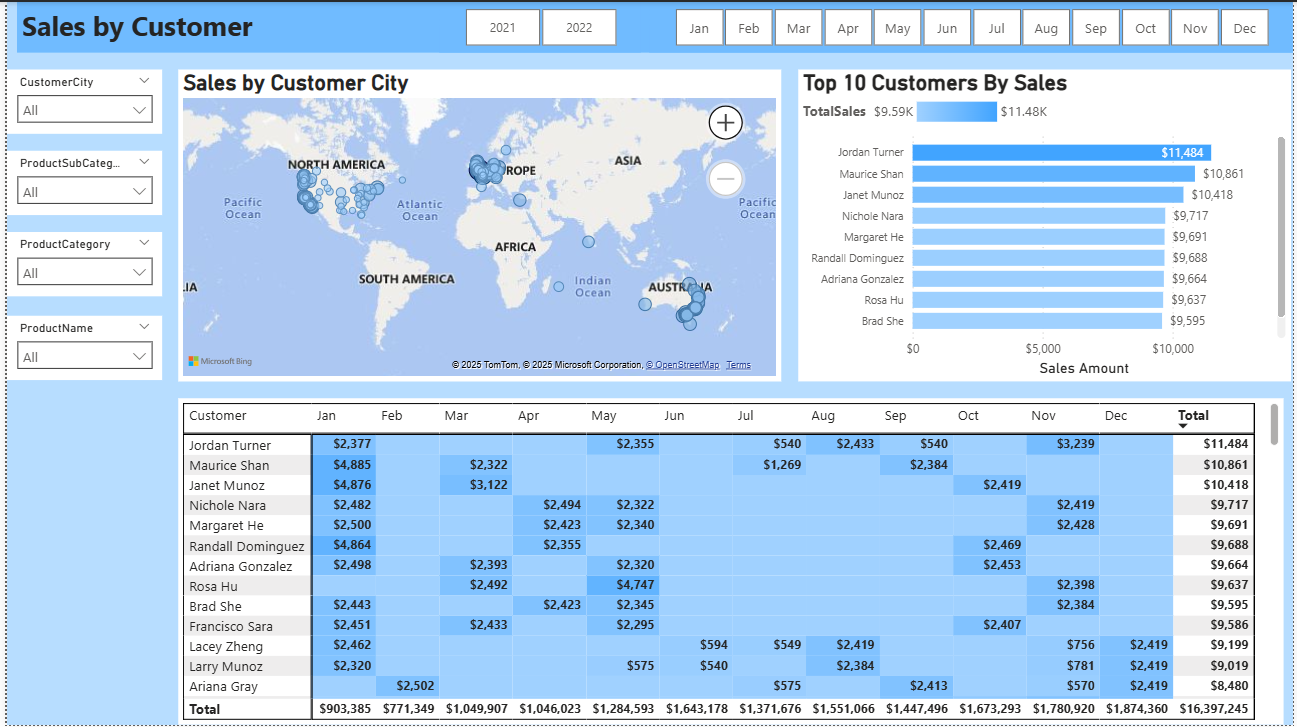 Sales by Customer
2021 2022
Jan Feb Mar Apr May Jun Jul Aug Sep Oct Nov Dec
CustomerCity
All
ProductSubCateg...
All
ProductCategory
All
ProductName
All
Sales by Customer City
NORTH AMERICA
ROPE
ASIA
Pacific
Ocean
Atlantic
Ocean
Pacific
Ocean
AFRICA
SOUTH AMERICA
Indian
Ocean
LIA
AUSTRALIA
Microsoft Bing
© 2025 TomTom, © 2025 Microsoft Corporation, © OpenStreetMap Terms
Top 10 Customers By Sales
TotalSales $9.59K $11.48K
Jordan Turner $11,484
Maurice Shan $10,861
Janet Munoz $10,418
Nichole Nara $9,717
Margaret He $9,691
Randall Dominguez $9,688
Adriana Gonzalez $9,664
Rosa Hu $9,637
Brad She $9,595
$0 $5,000 $10,000
Sales Amount
Customer Jan Feb Mar Apr May Jun Jul Aug Sep Oct Nov Dec Total
Jordan Turner $2,377 $2,355 $540 $2,433 $540 $3,239 $11,484
Maurice Shan $4,885 $2,322 $1,269 $2,384 $10,861
Janet Munoz $4,876 $3,122 $2,419 $10,418
Nichole Nara $2,482 $2,494 $2,322 $2,419 $9,717
Margaret He $2,500 $2,423 $2,340 $2,428 $9,691
Randall Dominguez $4,864 $2,355 $2,469 $9,688
Adriana Gonzalez $2,498 $2,393 $2,320 $2,453 $9,664
Rosa Hu $2,492 $4,747 $2,398 $9,637
Brad She $2,443 $2,423 $2,345 $2,384 $9,595
Francisco Sara $2,451 $2,433 $2,295 $2,407 $9,586
Lacey Zheng $2,462 $594 $549 $2,419 $756 $2,419 $9,199
Larry Munoz $2,320 $575 $540 $2,384 $781 $2,419 $9,019
Ariana Gray $2,502 $575 $2,413 $570 $2,419 $8,480
Total $903,385 $771,349 $1,049,907 $1,046,023 $1,284,593 $1,643,178 $1,371,676 $1,551,066 $1,447,496 $1,673,293 $1,780,920 $1,874,360 $16,397,245